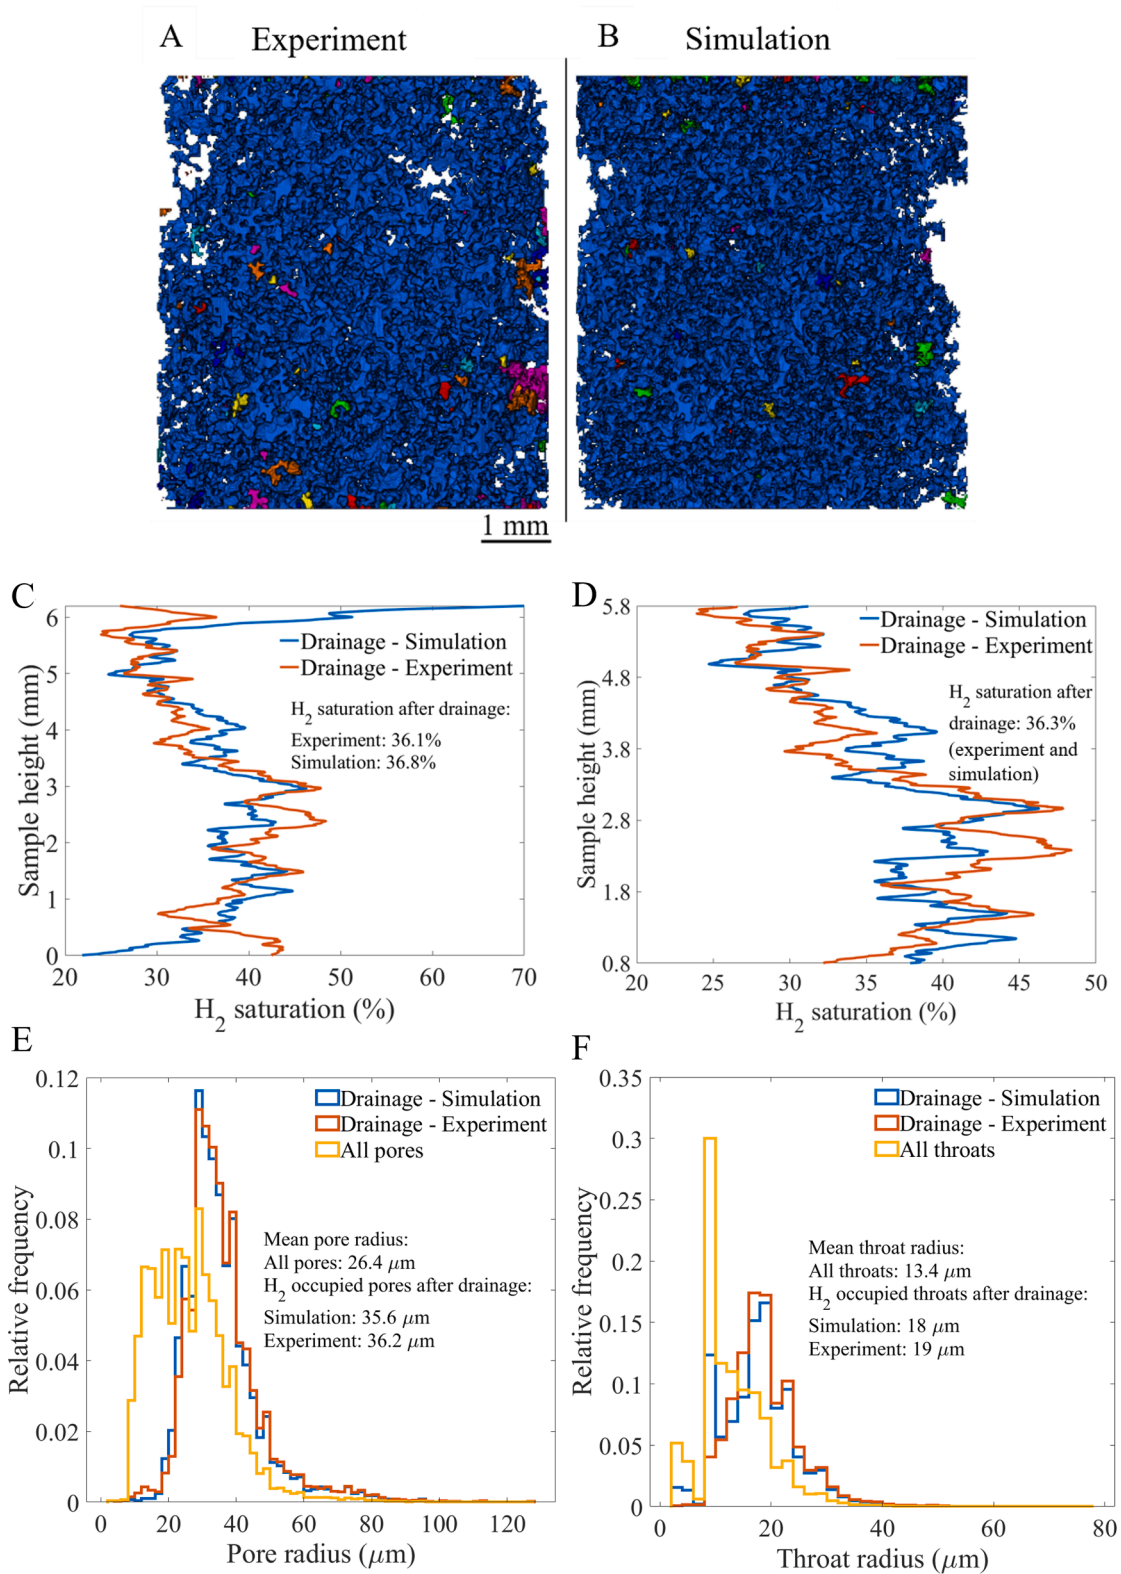 A Experiment
B Simulation
1 mm
C
6
5
4
3
2
1
0
Sample height (mm)
Drainage - Simulation
Drainage - Experiment
H2 saturation after drainage:
Experiment: 36.1%
Simulation: 36.8%
20 30 40 50 60 70
H2 saturation (%)
D
5.8
4.8
3.8
2.8
1.8
0.8
Sample height (mm)
Drainage - Simulation
Drainage - Experiment
H2 saturation after
drainage: 36.3%
(experiment and
simulation)
20 25 30 35 40 45 50
H2 saturation (%)
E
0.12
0.1
0.08
0.06
0.04
0.02
0
Relative frequency
Drainage - Simulation
Drainage - Experiment
All pores
Mean pore radius:
All pores: 26.4 μm
H2 occupied pores after drainage:
Simulation: 35.6 μm
Experiment: 36.2 μm
0 20 40 60 80 100 120
Pore radius (μm)
F
0.35
0.3
0.25
0.2
0.15
0.1
0.05
0
Relative frequency
Drainage - Simulation
Drainage - Experiment
All throats
Mean throat radius:
All throats: 13.4 μm
H2 occupied throats after drainage:
Simulation: 18 μm
Experiment: 19 μm
0 20 40 60 80
Throat radius (μm)